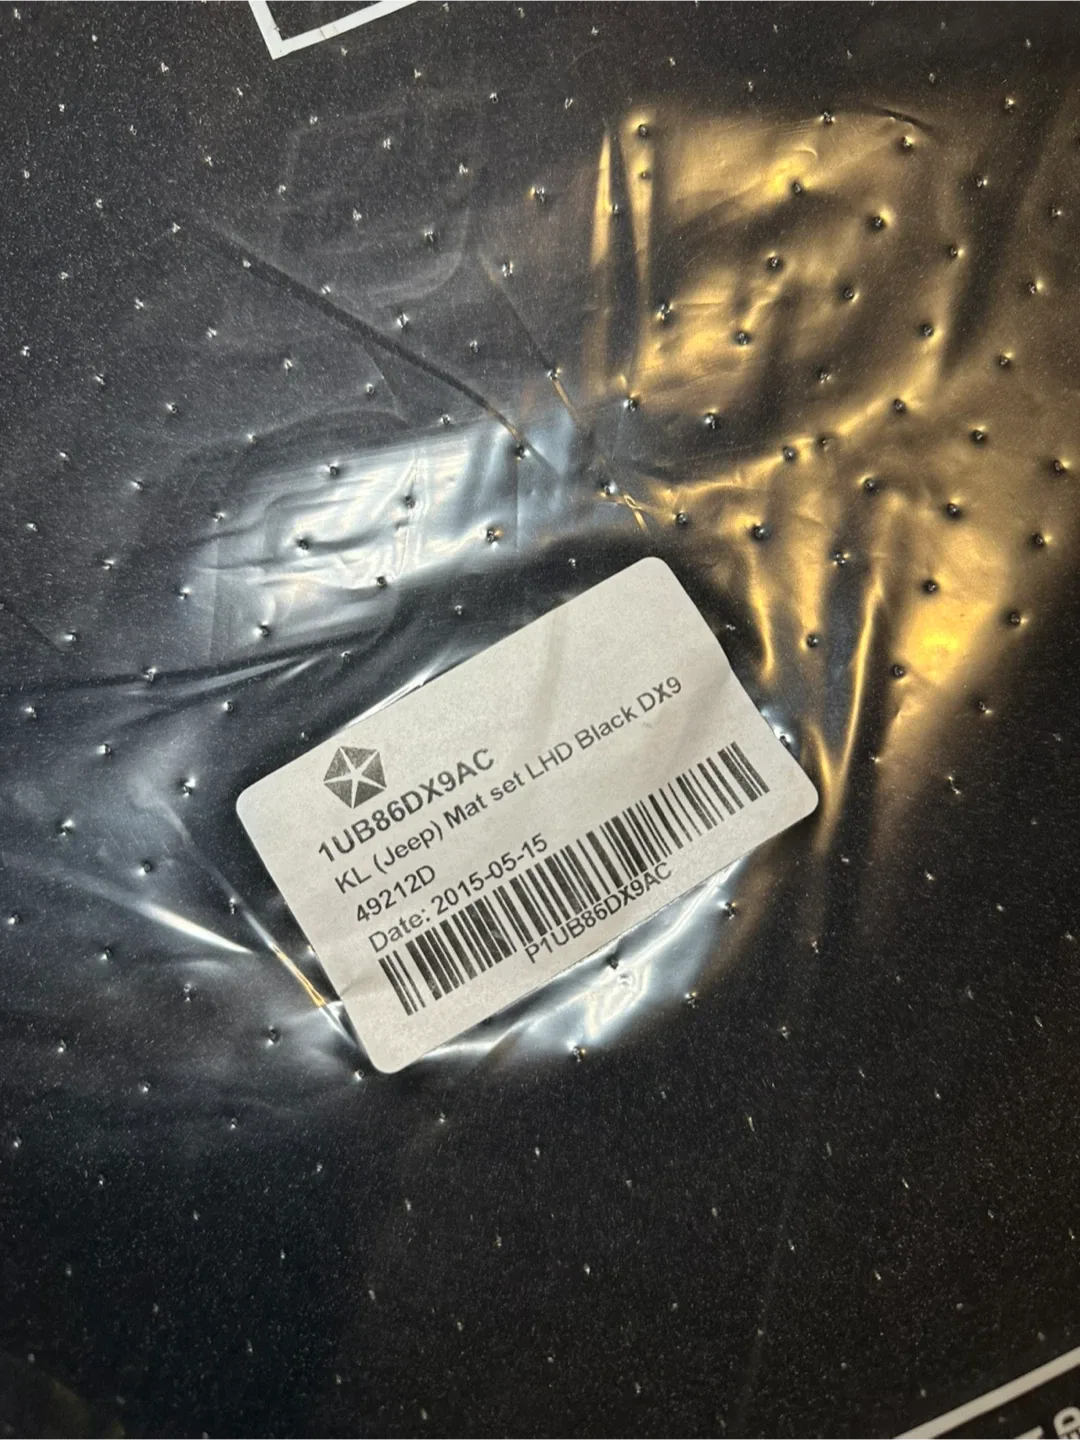 1UB86DX9AC
KL (Jeep) Mat set LHD Black DX9
49212D
Date: 2015-05-15
P1UB86DX9AC